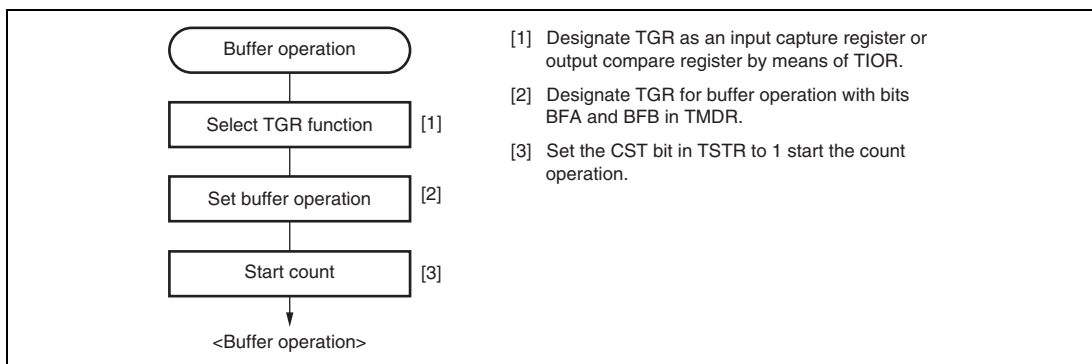 Buffer operation
Select TGR function
[1]
Set buffer operation
[2]
Start count
[3]
<Buffer operation>
[1] Designate TGR as an input capture register or
output compare register by means of TIOR.
[2] Designate TGR for buffer operation with bits
BFA and BFB in TMDR.
[3] Set the CST bit in TSTR to 1 start the count
operation.